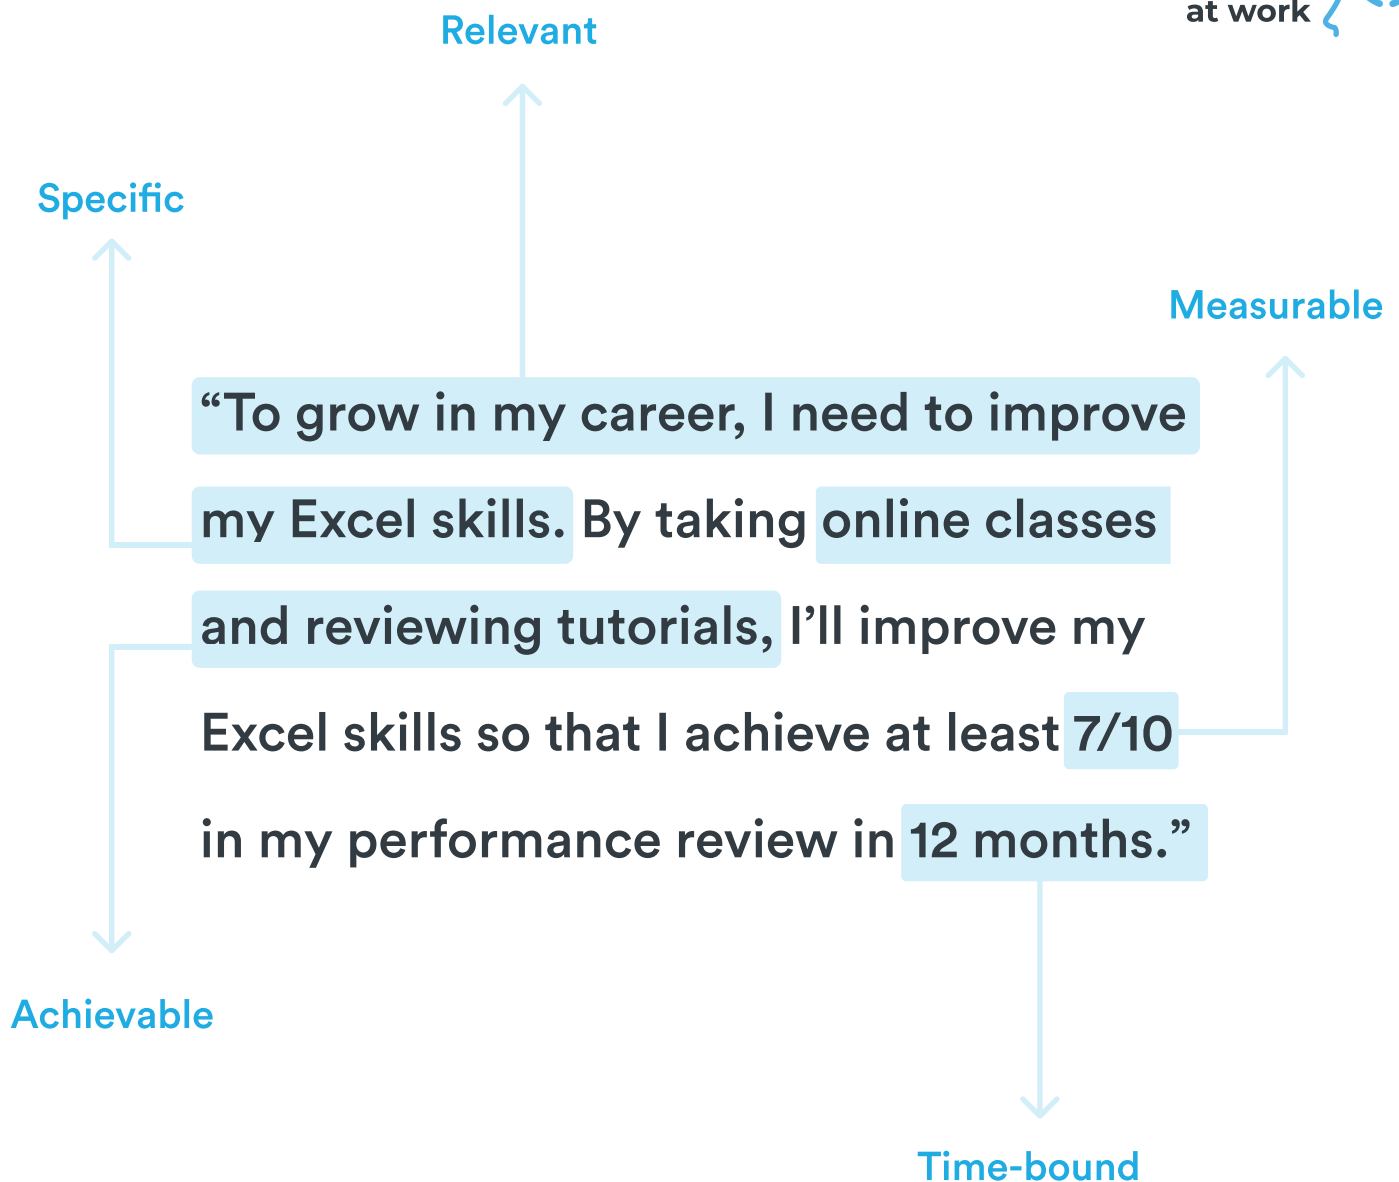 at work
Relevant
Specific
Measurable
“To grow in my career, I need to improve
my Excel skills. By taking online classes
and reviewing tutorials, I’ll improve my
Excel skills so that I achieve at least 7/10
in my performance review in 12 months.”
Achievable
Time-bound